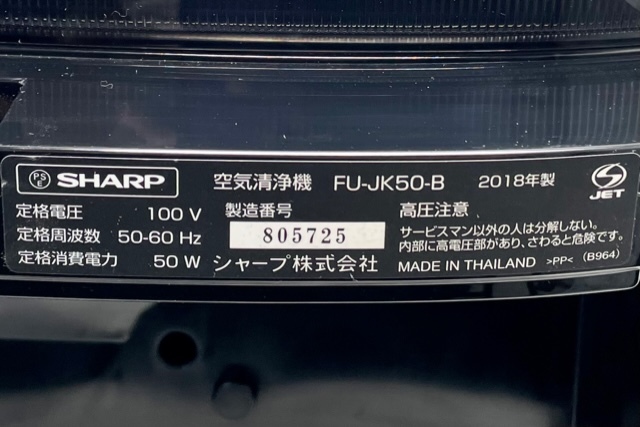 PS E SHARP 空気清浄機 FU-JK50-B 2018年製
定格電圧 100 V 製造番号 高圧注意 JET
定格周波数 50-60 Hz 805725 サービスマン以外の人は分解しない。
内部に高電圧部があり、さわると危険です。
定格消費電力 50 W シャープ株式会社 MADE IN THAILAND >PP< (B964)